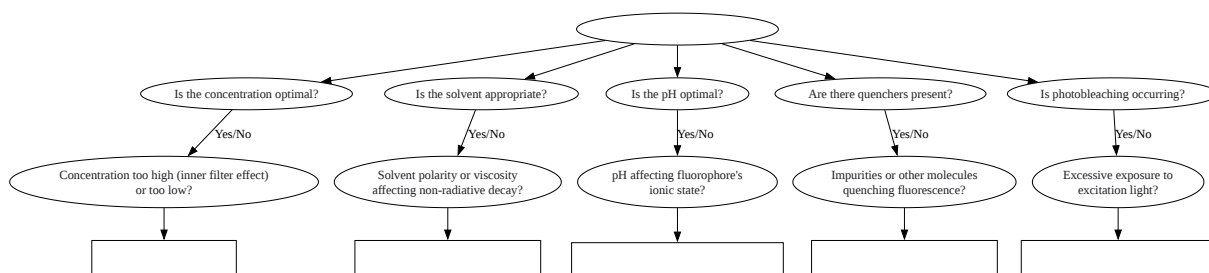 Is the concentration optimal?
Is the solvent appropriate?
Is the pH optimal?
Are there quenchers present?
Is photobleaching occurring?
Yes/No
Yes/No
Yes/No
Yes/No
Yes/No
Concentration too high (inner filter effect)
or too low?
Solvent polarity or viscosity
affecting non-radiative decay?
pH affecting fluorophore's
ionic state?
Impurities or other molecules
quenching fluorescence?
Excessive exposure to
excitation light?